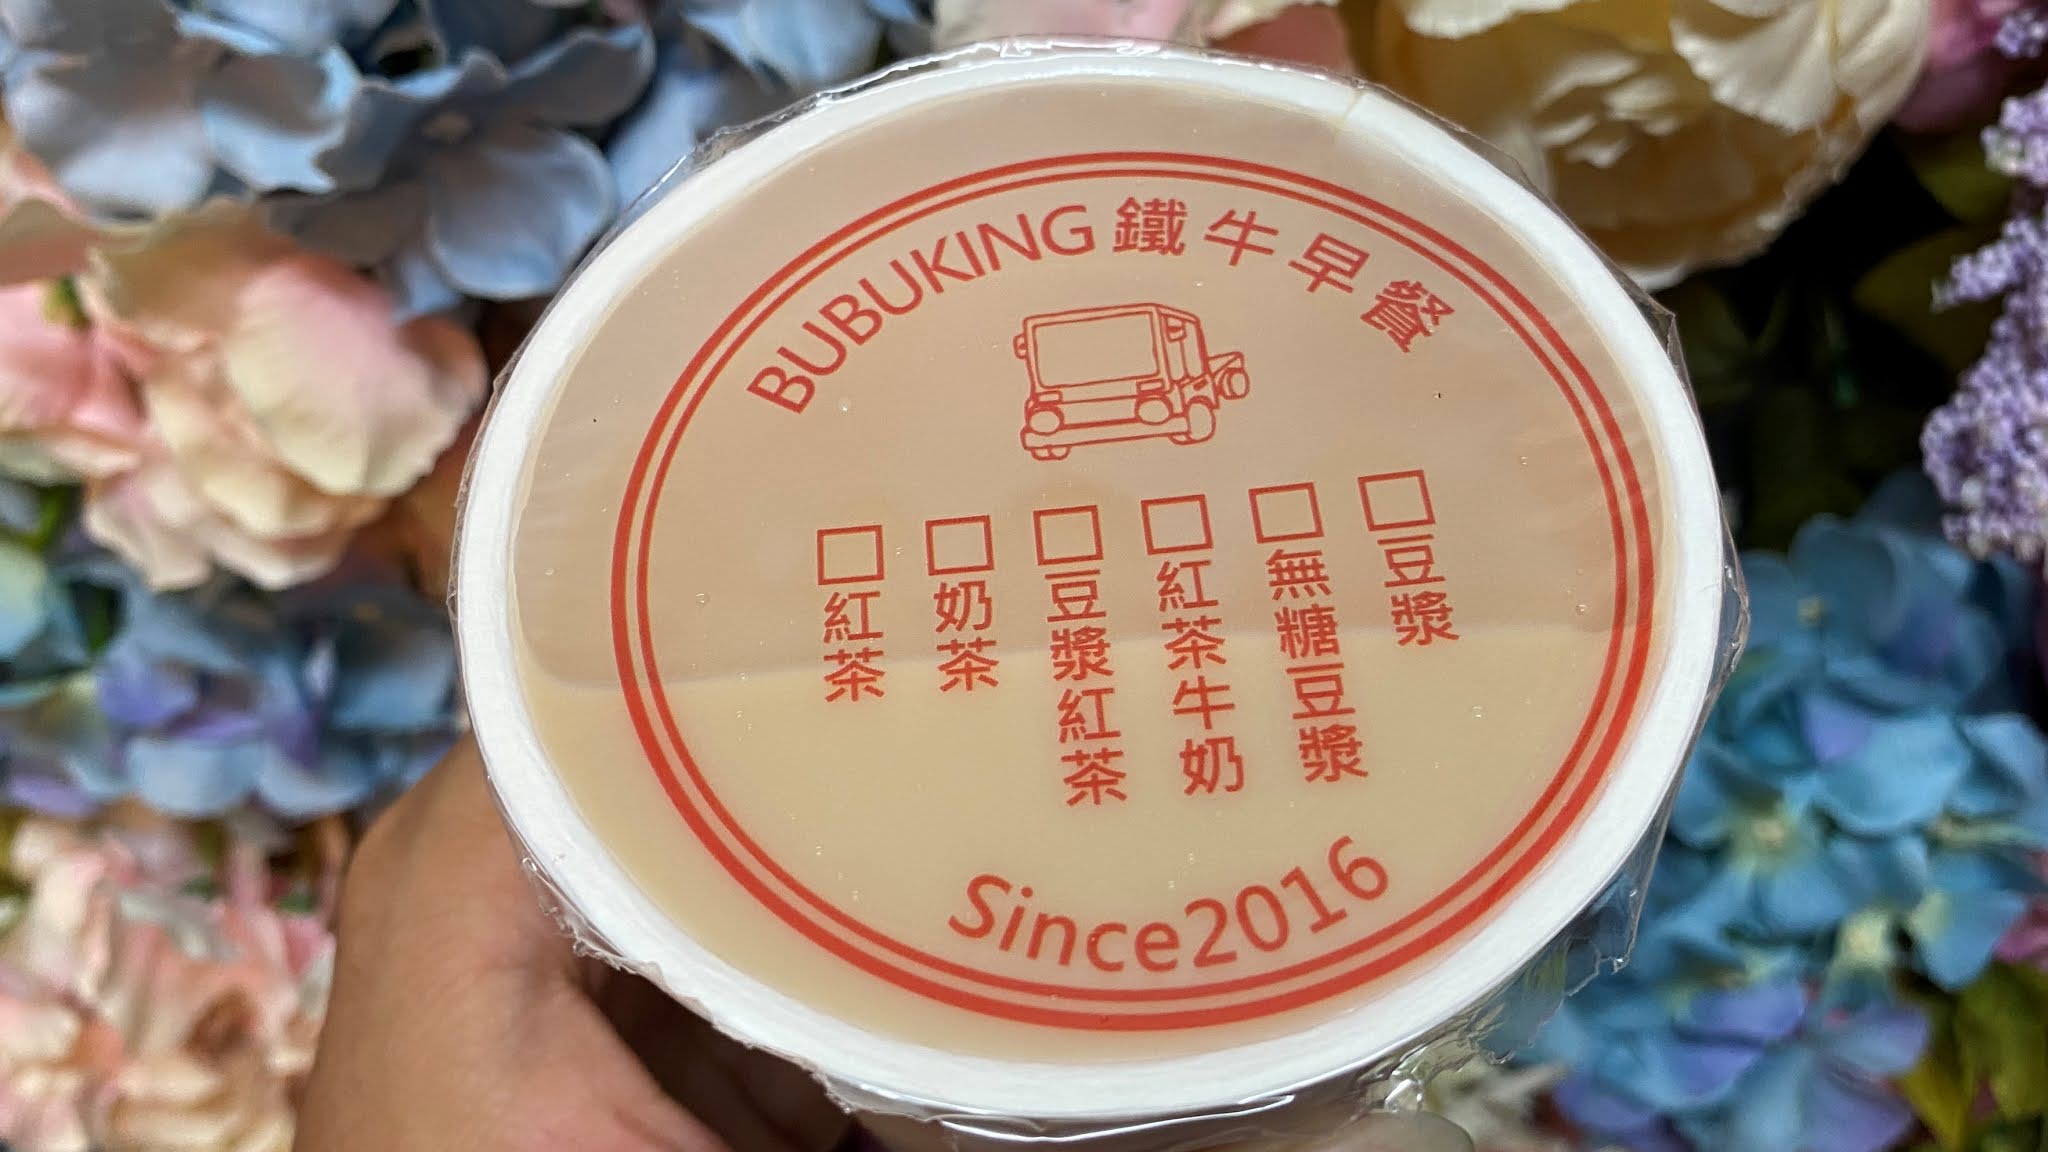 BUBUKING 鐵牛早餐
豆漿
無糖豆漿
紅茶牛奶
豆漿紅茶
奶茶
紅茶
Since2016